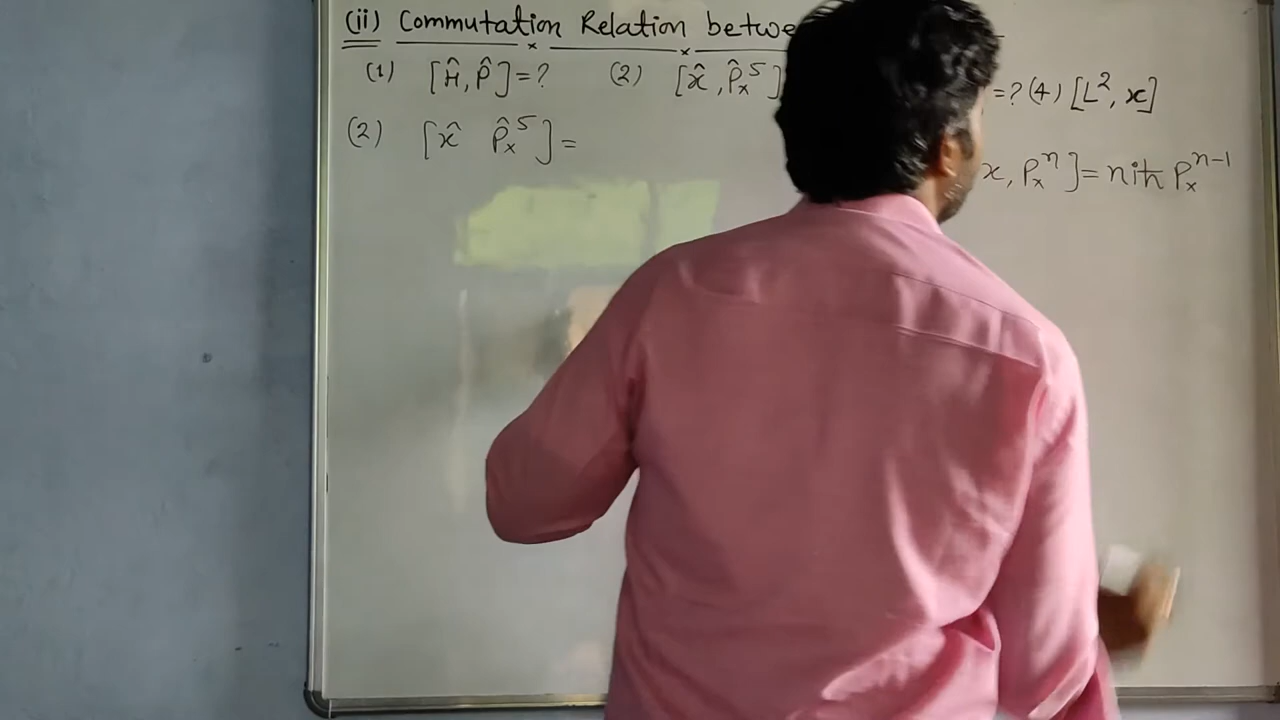 (ii) Commutation Relation betwe
(1) [Ĥ, P̂] = ? (2) [x̂, P̂ₓ⁵] = ? (4) [L², x]
(2) [x̂ P̂ₓ⁵] =
x, Pₓⁿ] = niħ Pₓⁿ⁻¹